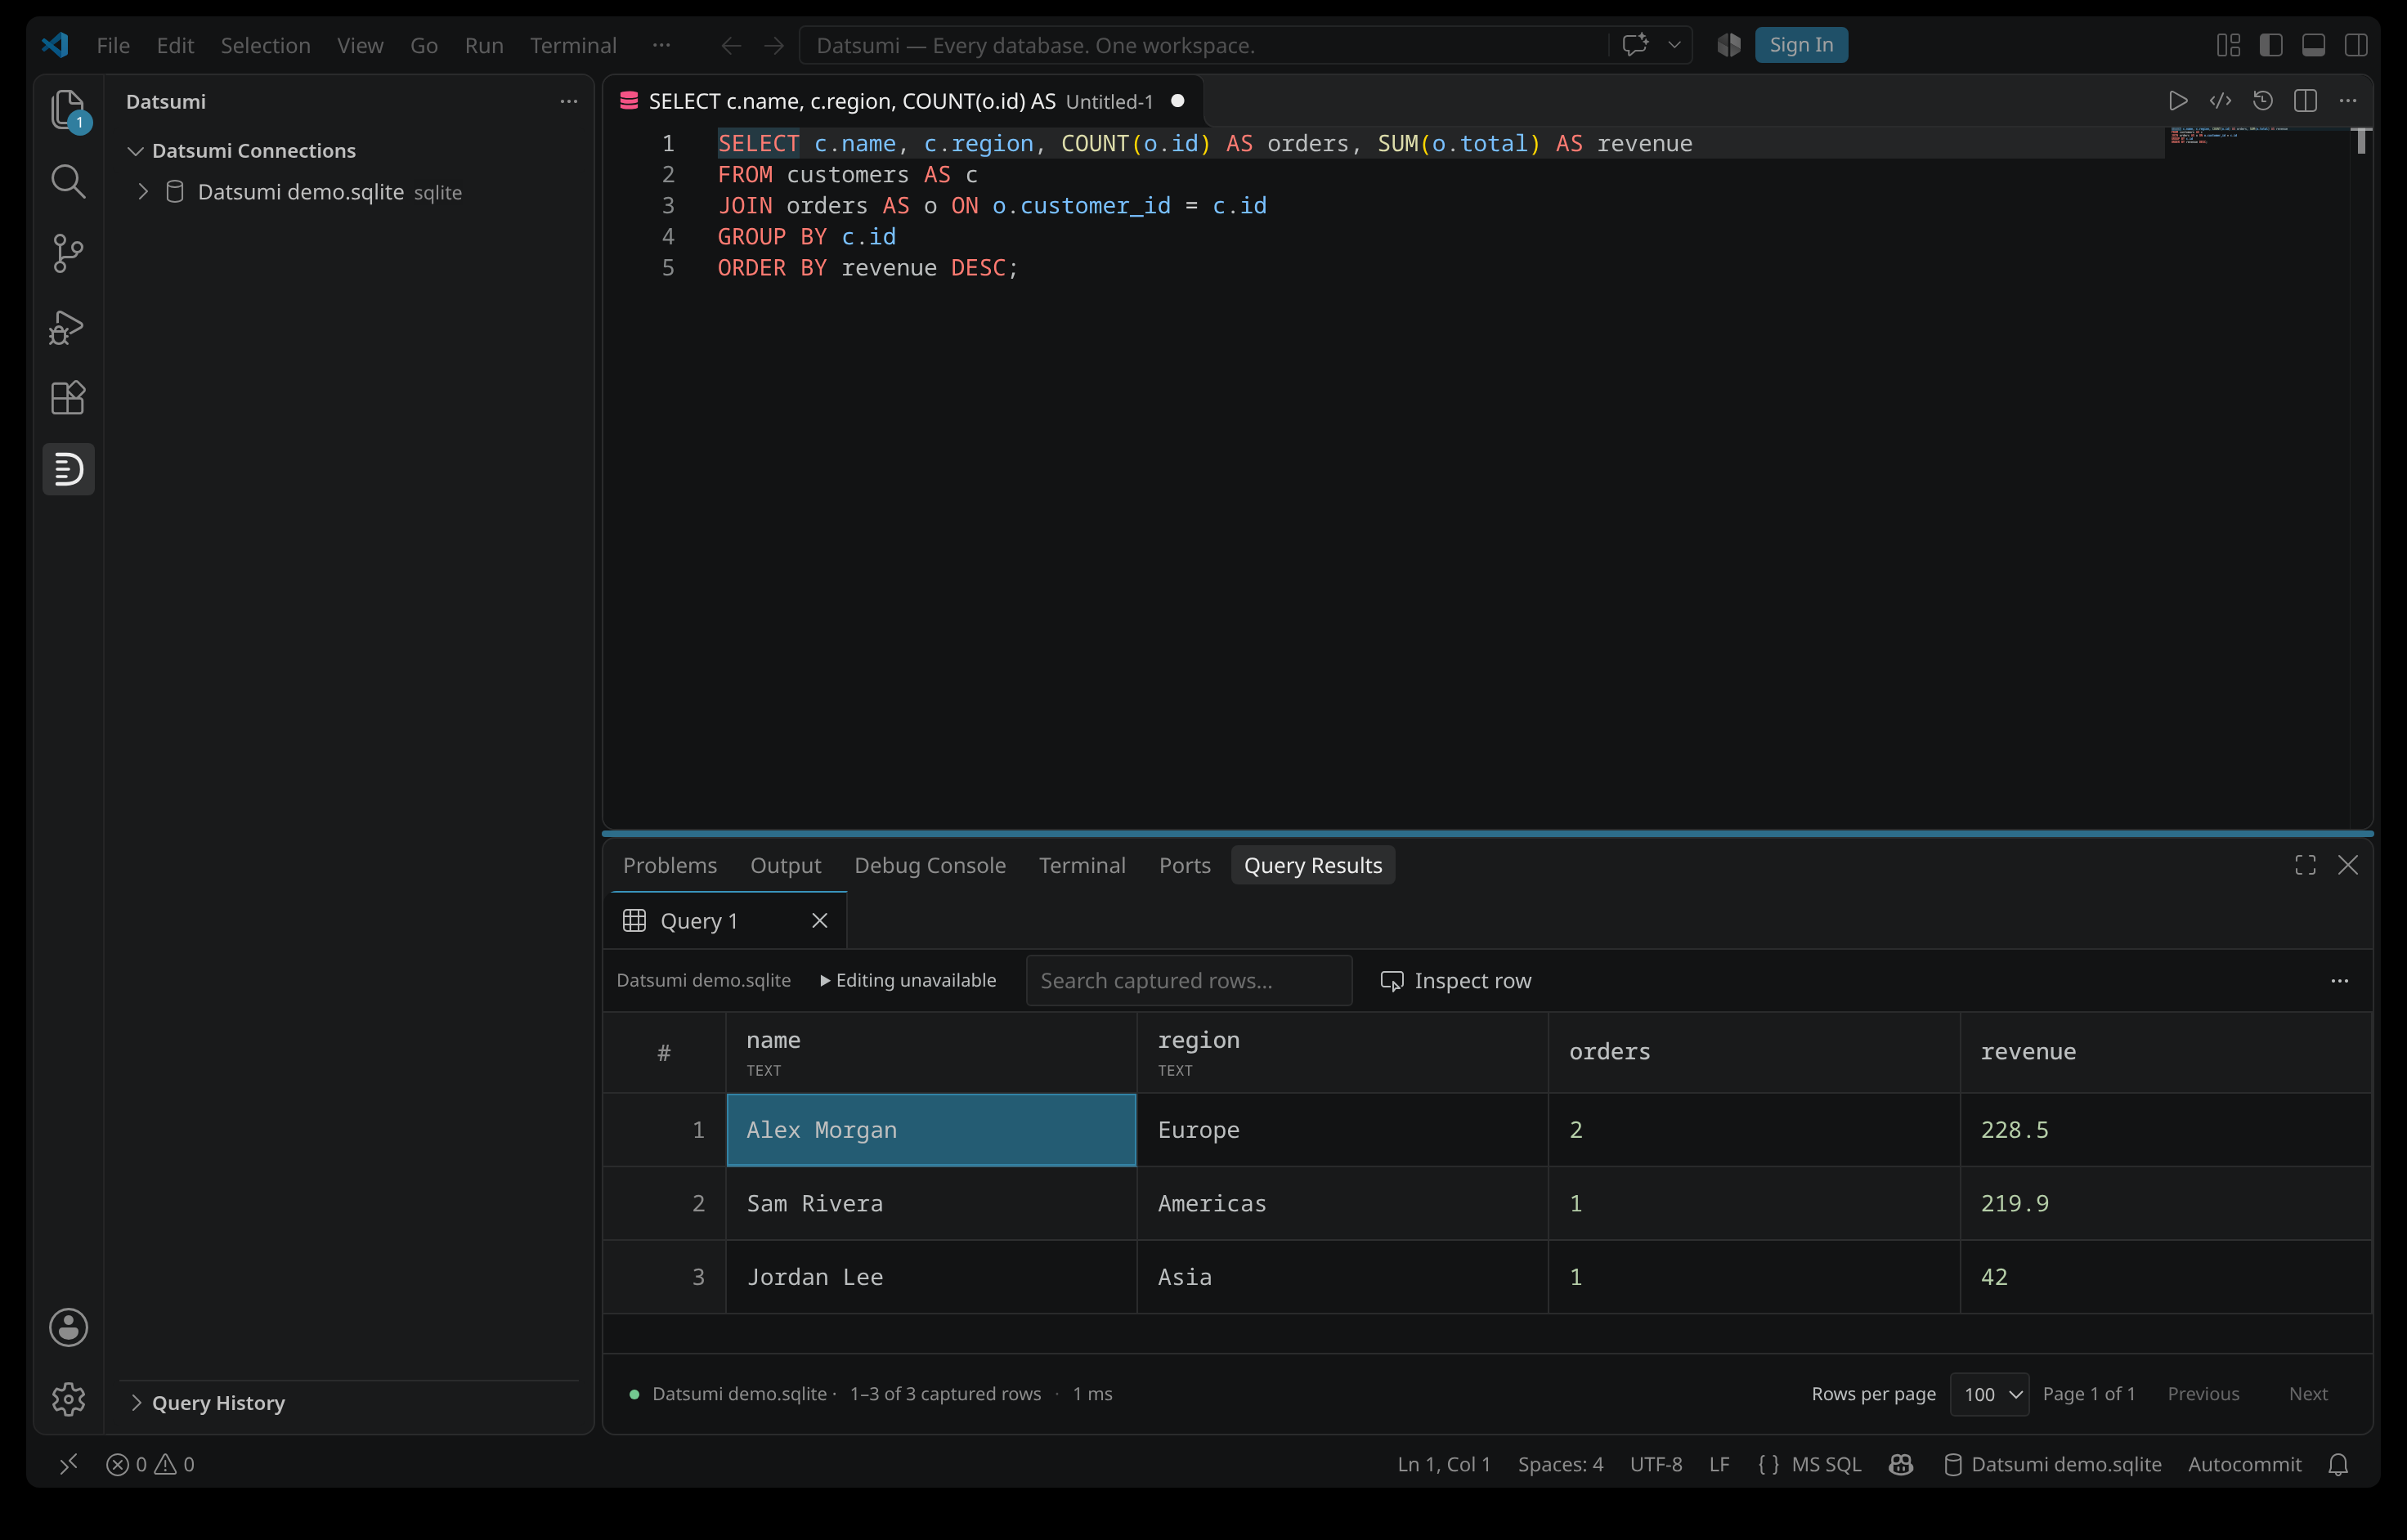 File Edit Selection View Go Run Terminal ... Datsumi — Every database. One workspace. Sign In
1
Datsumi ...
Datsumi Connections
Datsumi demo.sqlite sqlite
Query History
SELECT c.name, c.region, COUNT(o.id) AS Untitled-1
1 SELECT c.name, c.region, COUNT(o.id) AS orders, SUM(o.total) AS revenue
2 FROM customers AS c
3 JOIN orders AS o ON o.customer_id = c.id
4 GROUP BY c.id
5 ORDER BY revenue DESC;
Problems Output Debug Console Terminal Ports Query Results
Query 1
Datsumi demo.sqlite Editing unavailable Search captured rows... Inspect row ...
# name TEXT region TEXT orders revenue
1 Alex Morgan Europe 2 228.5
2 Sam Rivera Americas 1 219.9
3 Jordan Lee Asia 1 42
Datsumi demo.sqlite · 1–3 of 3 captured rows · 1 ms Rows per page 100 Page 1 of 1 Previous Next
0 0 Ln 1, Col 1 Spaces: 4 UTF-8 LF {} MS SQL Datsumi demo.sqlite Autocommit